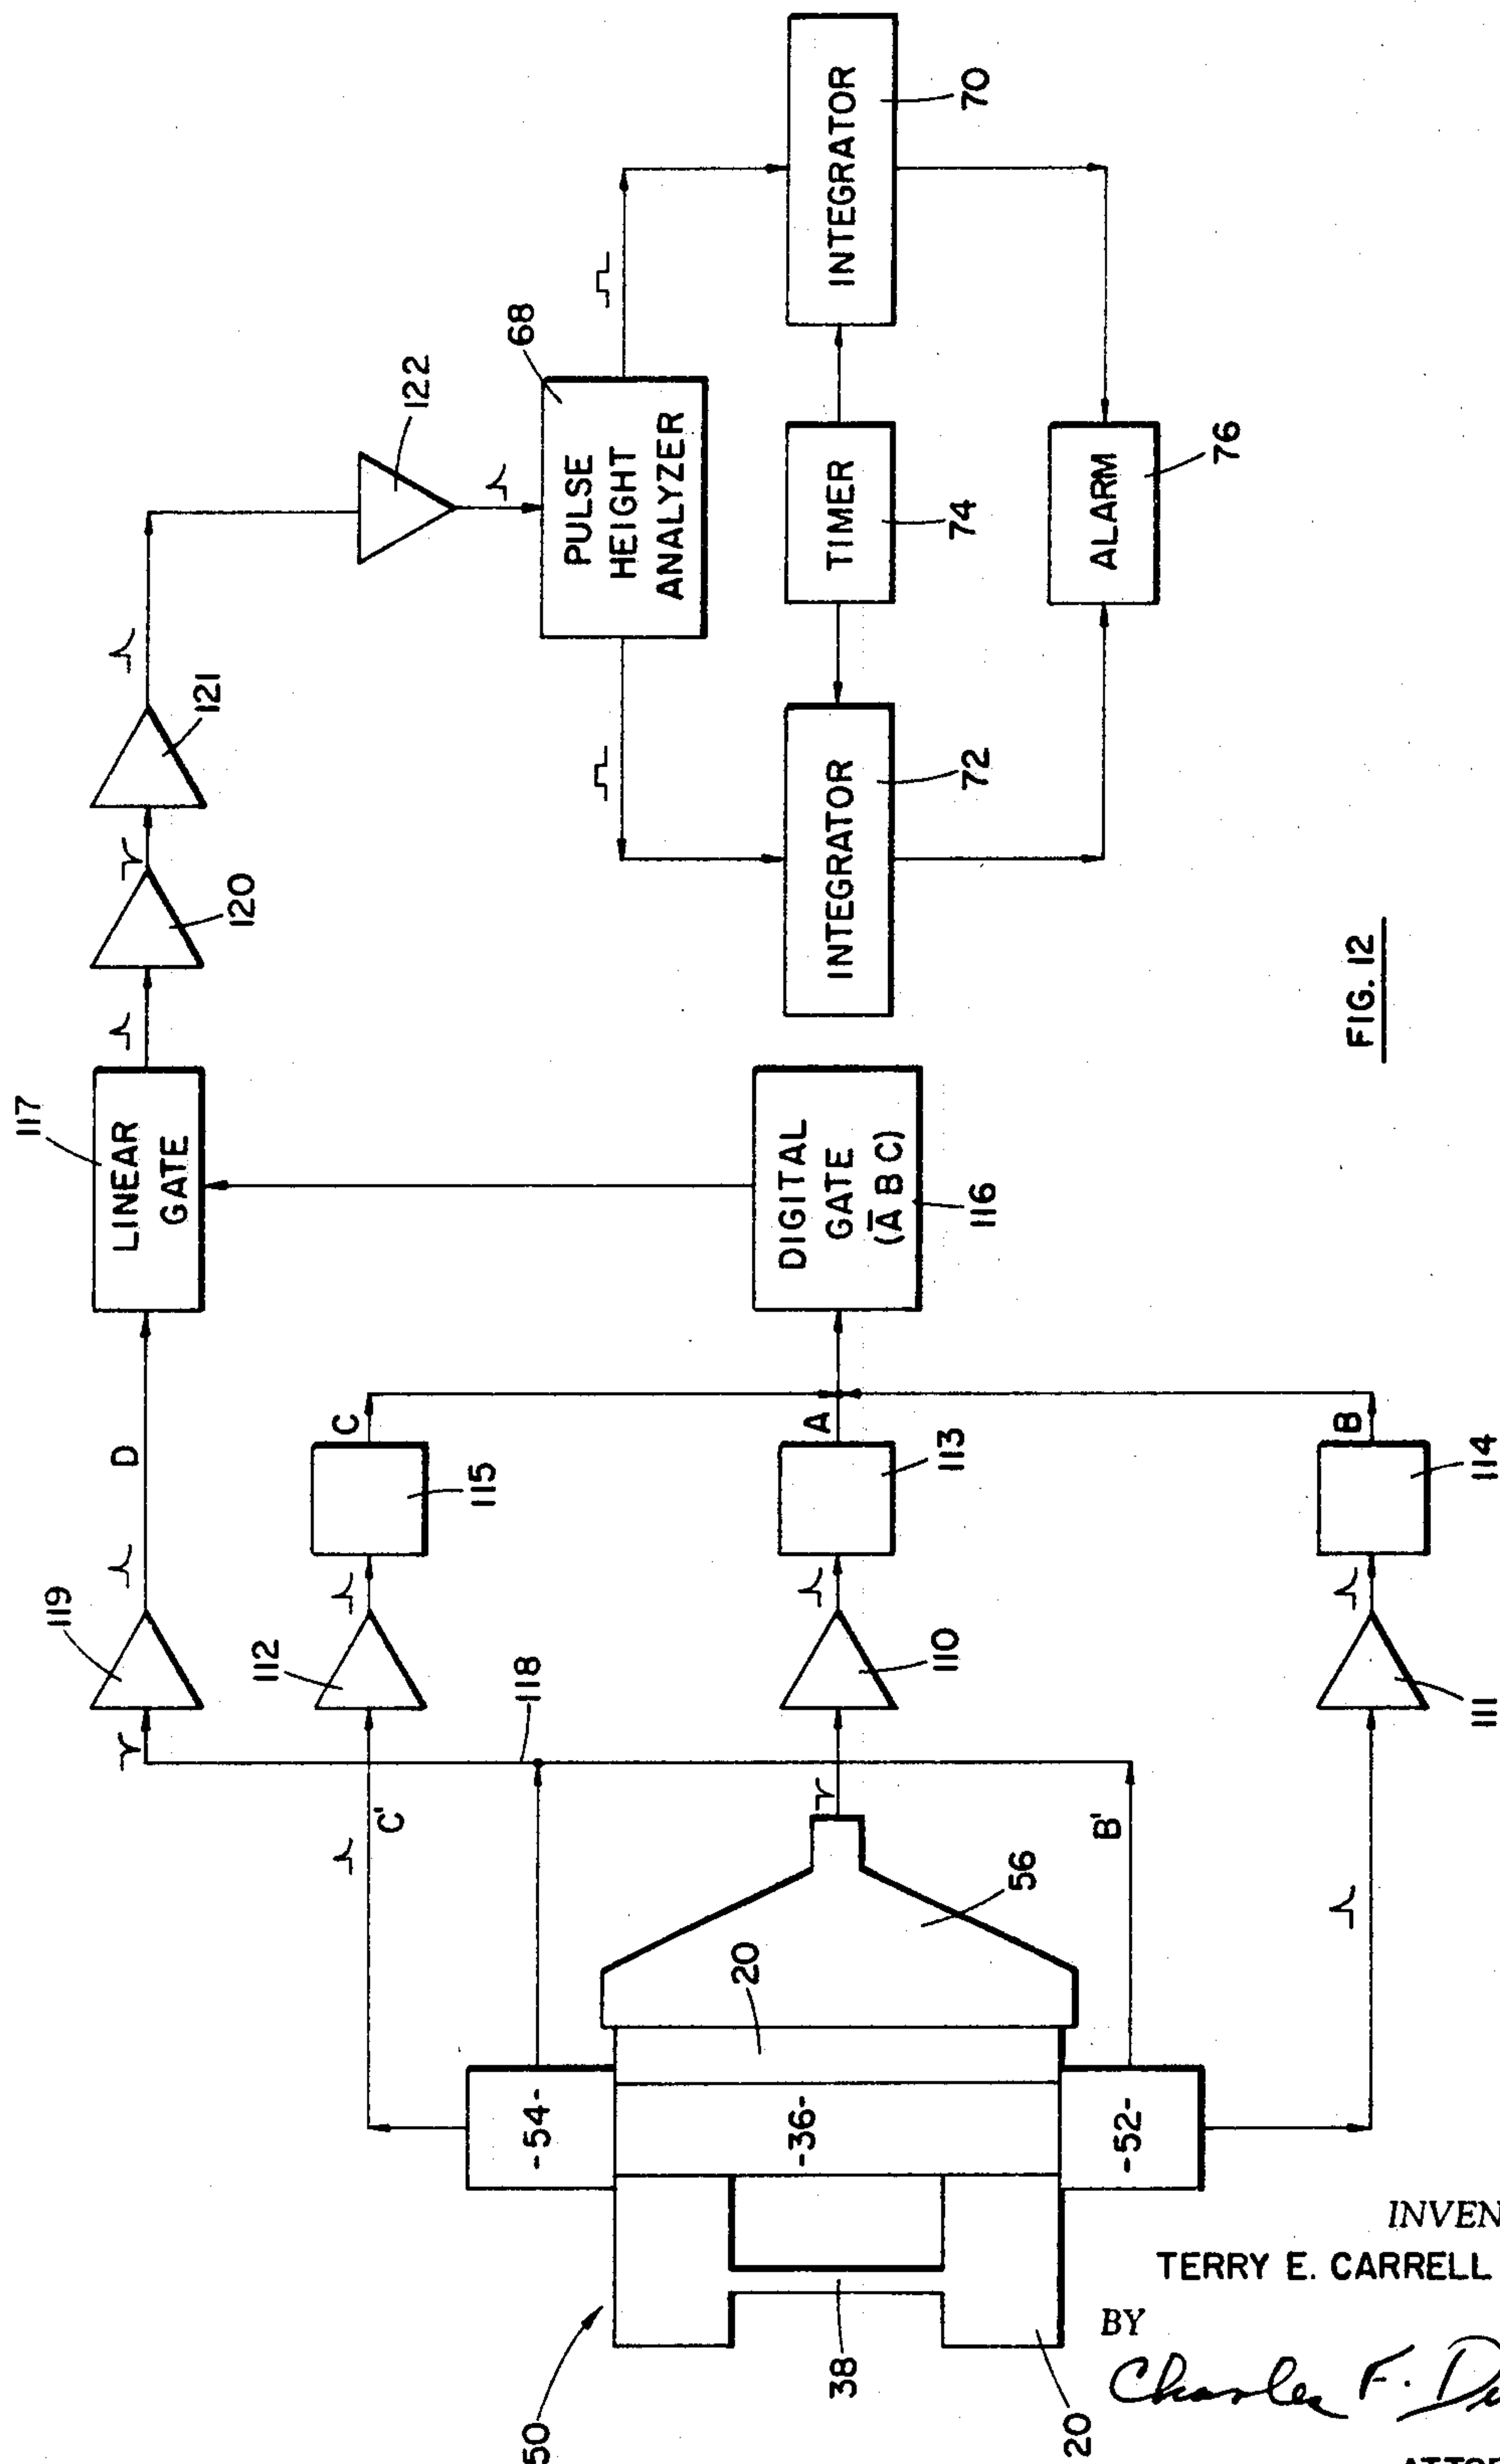 117
LINEAR
GATE
D
119
C
115
112
118
C'
A
113
110
B
114
111
B'
DIGITAL
GATE
(A̅ B C)
116
120
121
122
68
PULSE
HEIGHT
ANALYZER
INTEGRATOR
70
TIMER
74
INTEGRATOR
72
ALARM
76
50
-54-
-36-
-52-
20
56
38
20
FIG. 12
TERRY E. CARRELL
BY
Charles F.